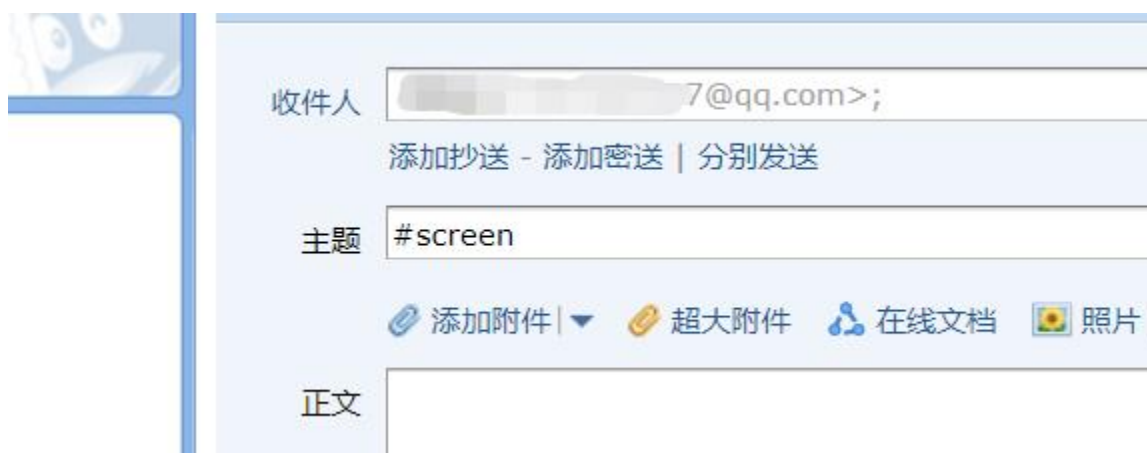 收件人 7@qq.com>;
添加抄送 - 添加密送 | 分别发送
主题 #screen
添加附件 | 超大附件 在线文档 照片
正文